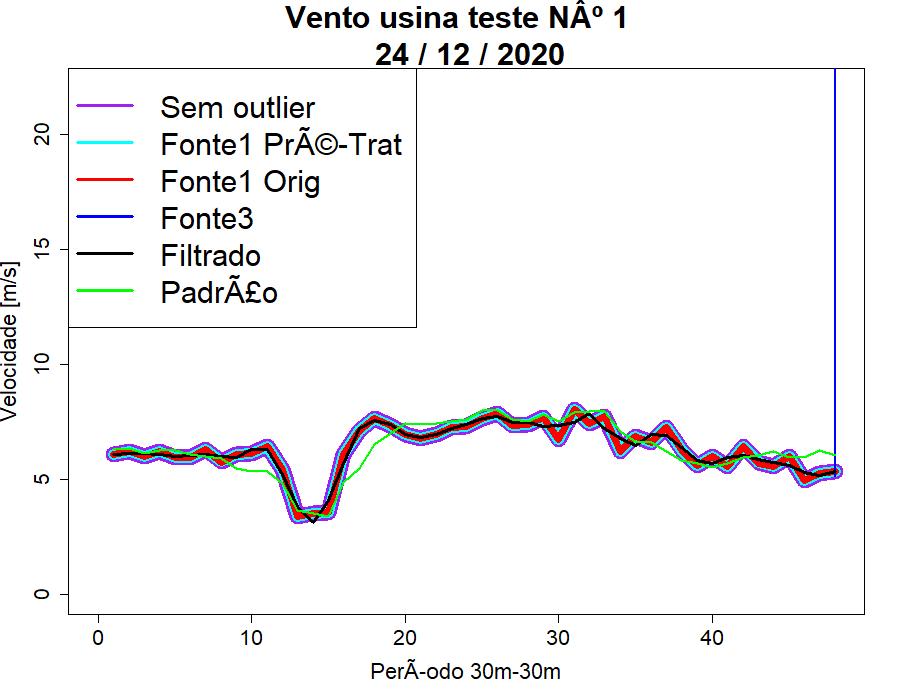 Vento usina teste NÂº 1
24 / 12 / 2020
Sem outlier
Fonte1 PrÃ©-Trat
Fonte1 Orig
Fonte3
Filtrado
PadrÃ£o
Velocidade [m/s]
20
15
10
5
0
0 10 20 30 40
PerÃ­-odo 30m-30m